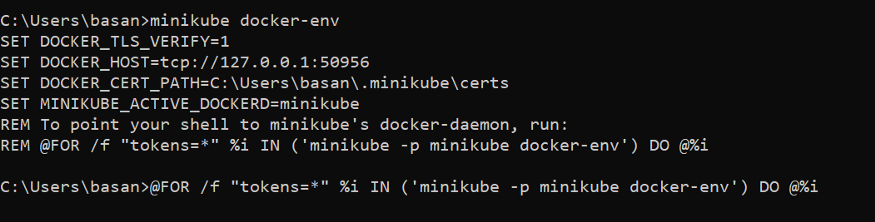 C:\Users\basan>minikube docker-env
SET DOCKER_TLS_VERIFY=1
SET DOCKER_HOST=tcp://127.0.0.1:50956
SET DOCKER_CERT_PATH=C:\Users\basan\.minikube\certs
SET MINIKUBE_ACTIVE_DOCKERD=minikube
REM To point your shell to minikube's docker-daemon, run:
REM @FOR /f "tokens=*" %i IN ('minikube -p minikube docker-env') DO @%i
C:\Users\basan>@FOR /f "tokens=*" %i IN ('minikube -p minikube docker-env') DO @%i